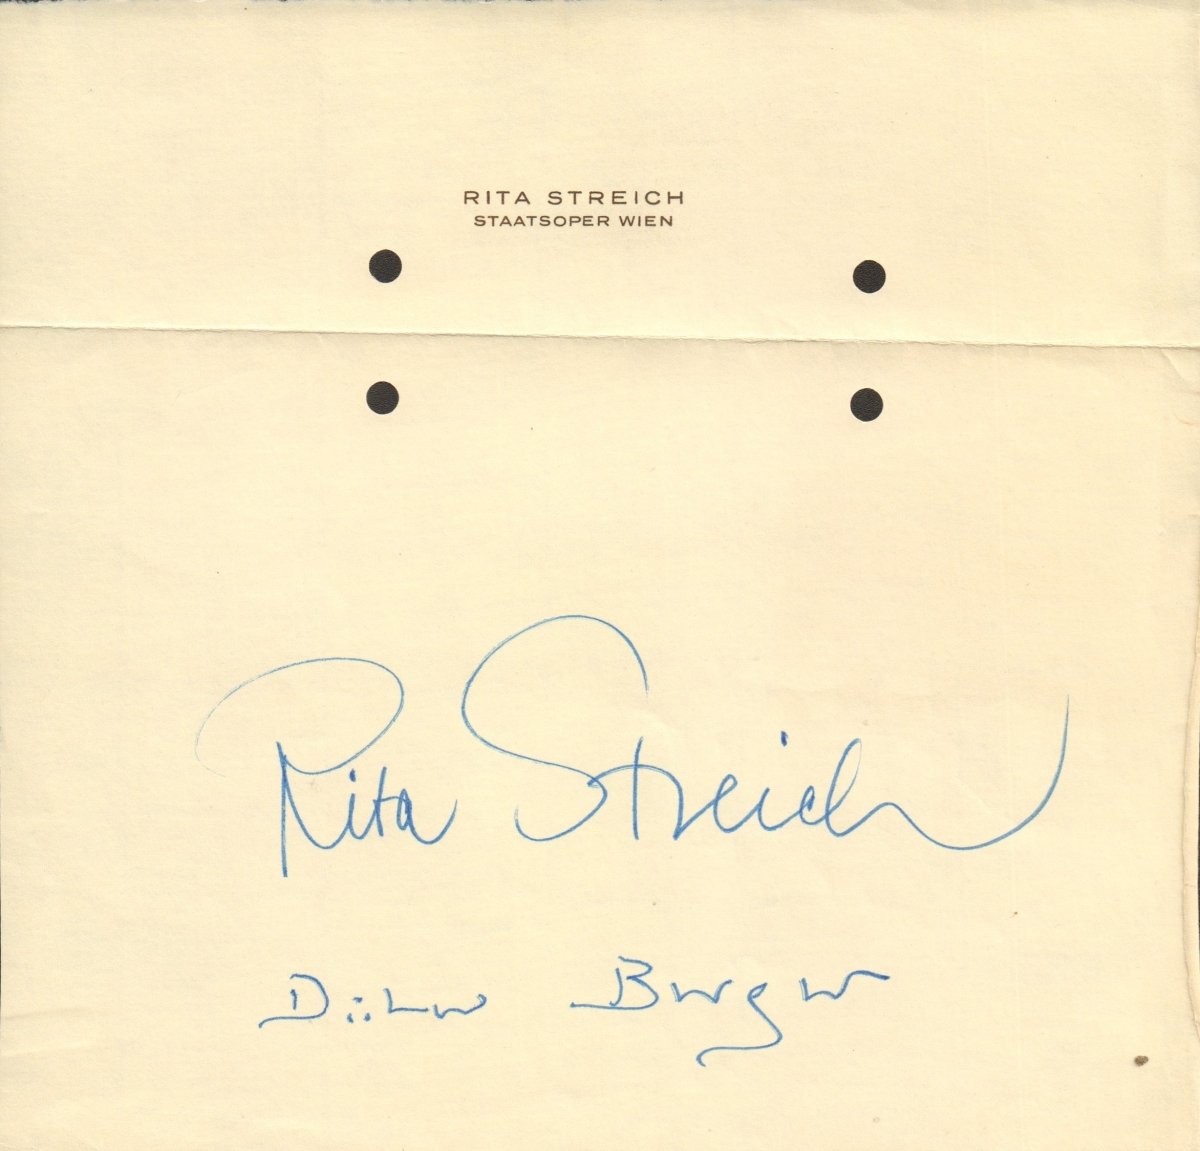 RITA STREICH
STAATSOPER WIEN
Rita Streich